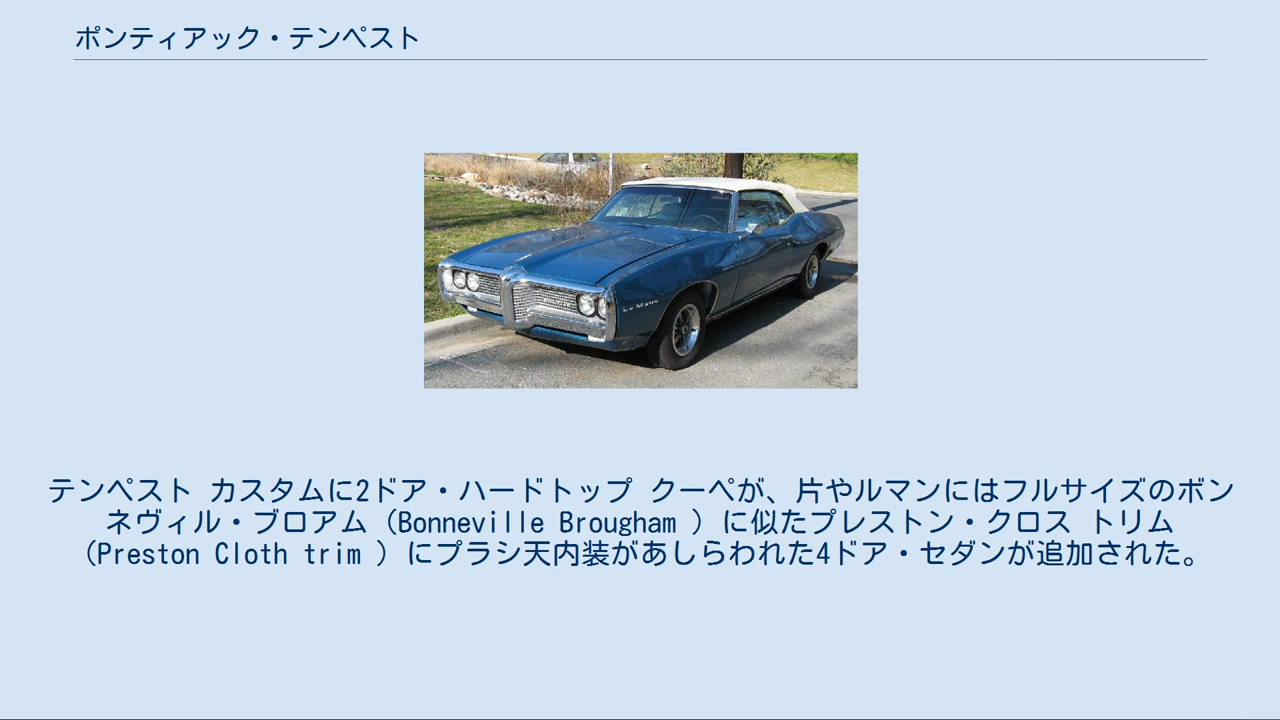 ポンティアック・テンペスト
Le Mans
テンペスト カスタムに2ドア・ハードトップ クーペが、片やルマンにはフルサイズのボン
ネヴィル・ブロアム（Bonneville Brougham ）に似たプレストン・クロス トリム
（Preston Cloth trim ）にプラシ天内装があしらわれた4ドア・セダンが追加された。